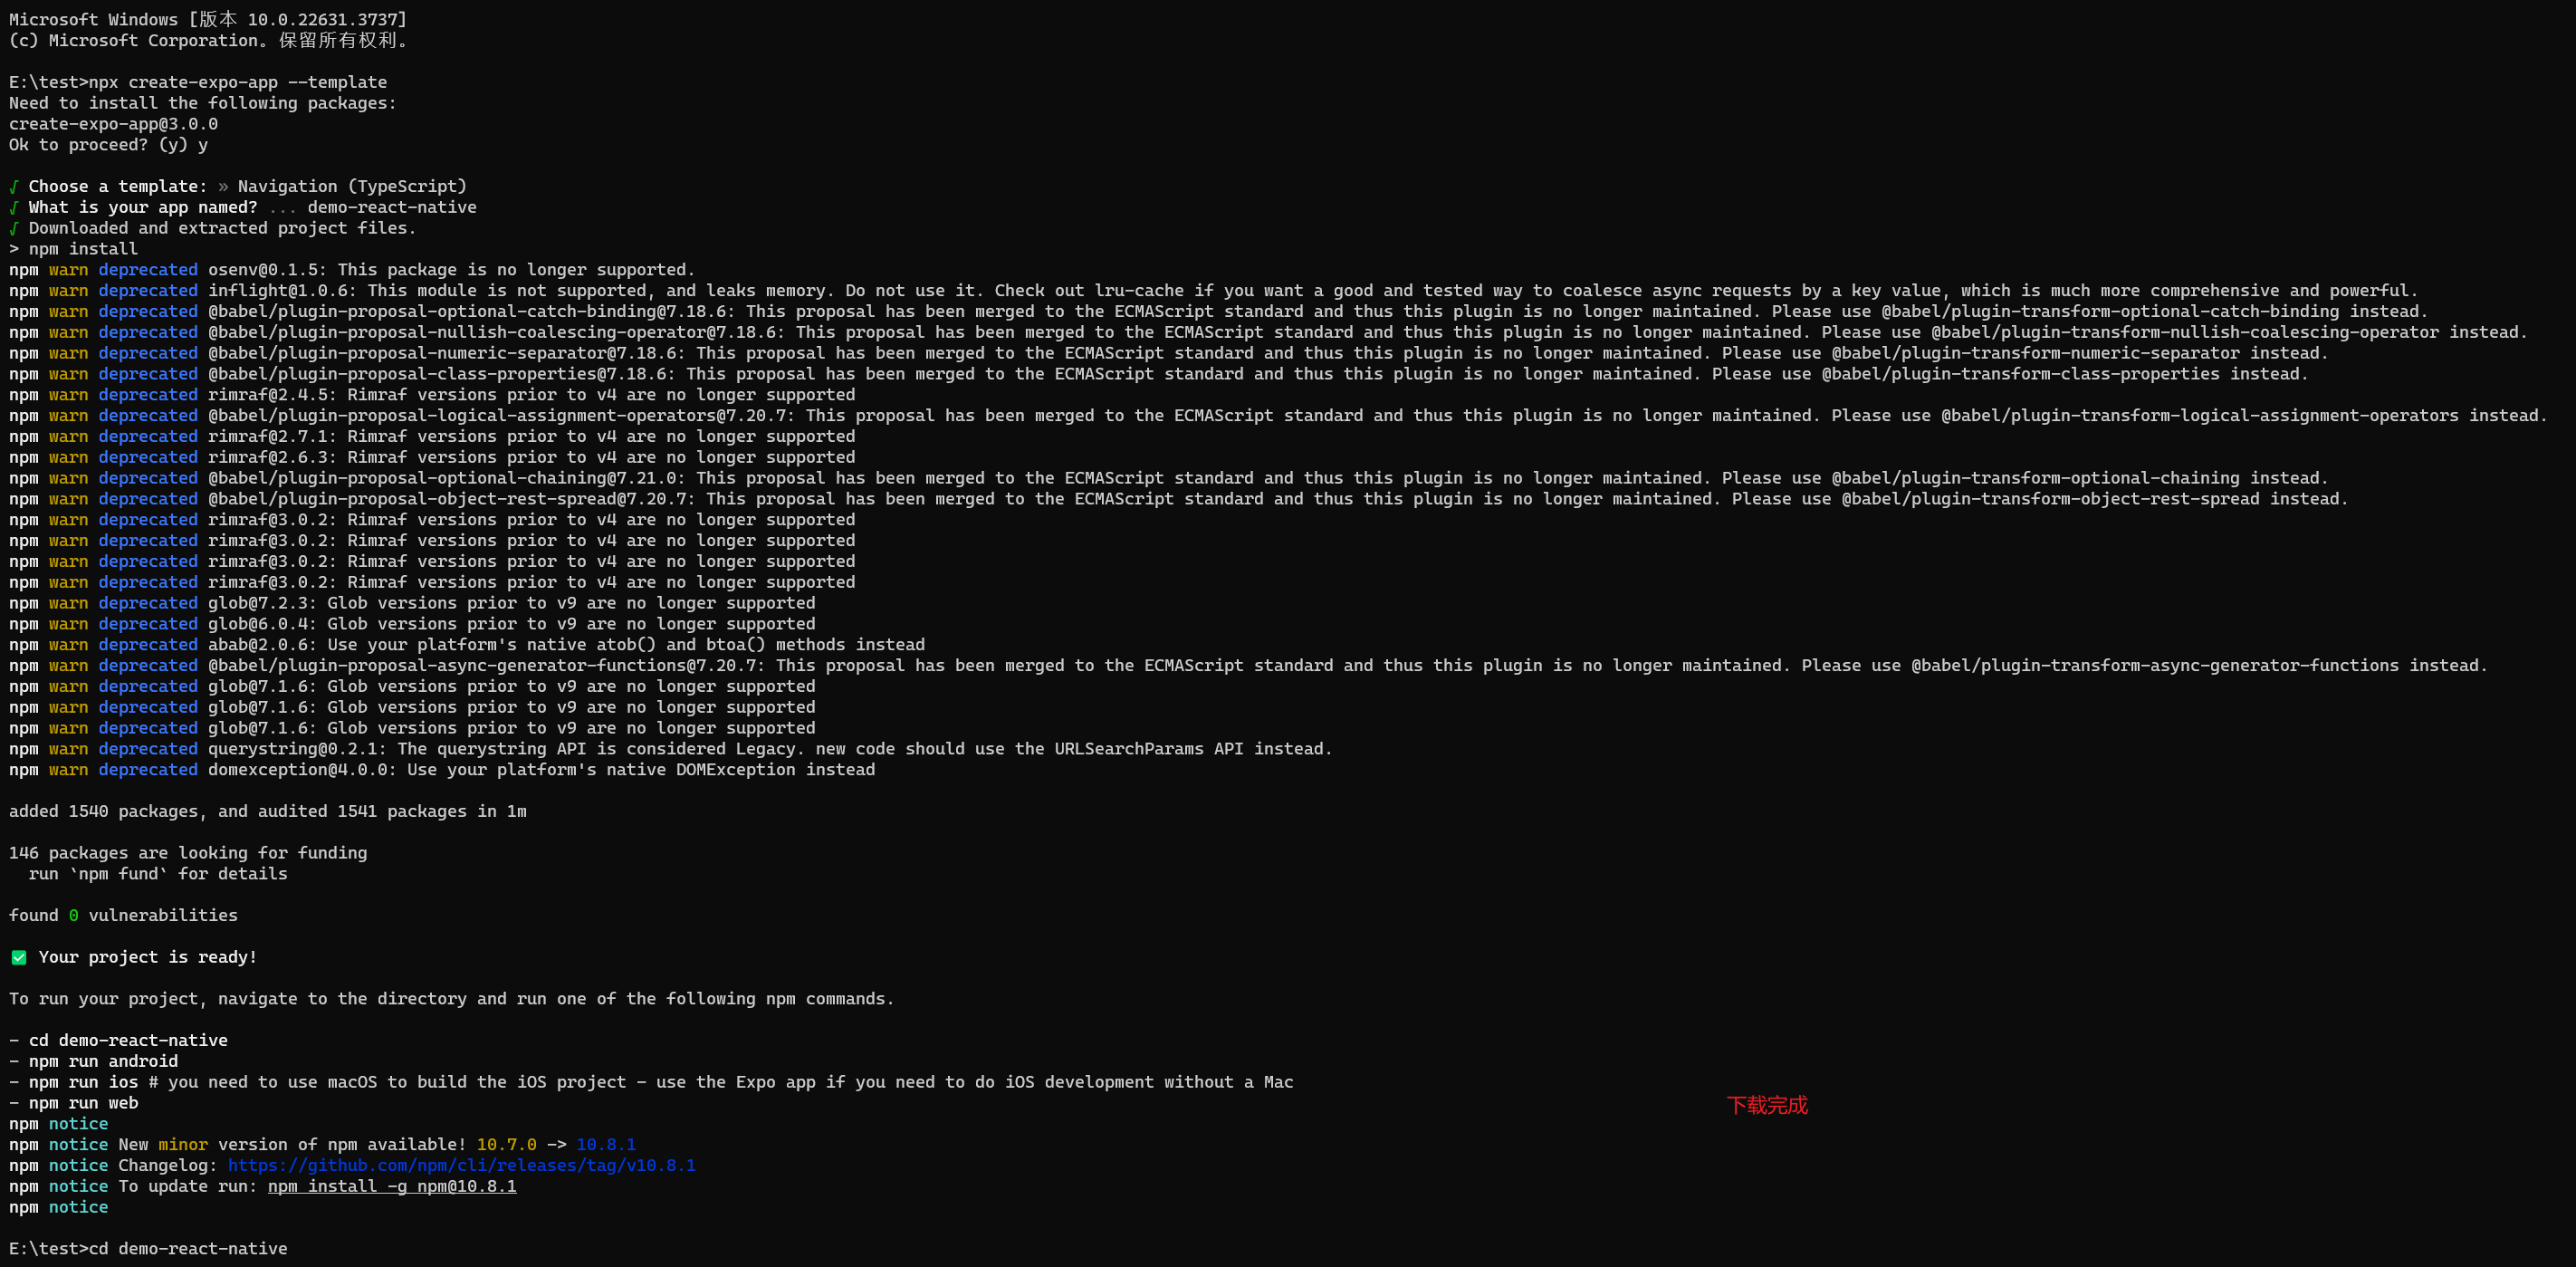 Microsoft Windows [版本 10.0.22631.3737]
(c) Microsoft Corporation。保留所有权利。
E:\test>npx create-expo-app --template
Need to install the following packages:
create-expo-app@3.0.0
Ok to proceed? (y) y
√ Choose a template: » Navigation (TypeScript)
√ What is your app named? ... demo-react-native
√ Downloaded and extracted project files.
> npm install
npm warn deprecated osenv@0.1.5: This package is no longer supported.
npm warn deprecated inflight@1.0.6: This module is not supported, and leaks memory. Do not use it. Check out lru-cache if you want a good and tested way to coalesce async requests by a key value, which is much more comprehensive and powerful.
npm warn deprecated @babel/plugin-proposal-optional-catch-binding@7.18.6: This proposal has been merged to the ECMAScript standard and thus this plugin is no longer maintained. Please use @babel/plugin-transform-optional-catch-binding instead.
npm warn deprecated @babel/plugin-proposal-nullish-coalescing-operator@7.18.6: This proposal has been merged to the ECMAScript standard and thus this plugin is no longer maintained. Please use @babel/plugin-transform-nullish-coalescing-operator instead.
npm warn deprecated @babel/plugin-proposal-numeric-separator@7.18.6: This proposal has been merged to the ECMAScript standard and thus this plugin is no longer maintained. Please use @babel/plugin-transform-numeric-separator instead.
npm warn deprecated @babel/plugin-proposal-class-properties@7.18.6: This proposal has been merged to the ECMAScript standard and thus this plugin is no longer maintained. Please use @babel/plugin-transform-class-properties instead.
npm warn deprecated rimraf@2.4.5: Rimraf versions prior to v4 are no longer supported
npm warn deprecated @babel/plugin-proposal-logical-assignment-operators@7.20.7: This proposal has been merged to the ECMAScript standard and thus this plugin is no longer maintained. Please use @babel/plugin-transform-logical-assignment-operators instead.
npm warn deprecated rimraf@2.7.1: Rimraf versions prior to v4 are no longer supported
npm warn deprecated rimraf@2.6.3: Rimraf versions prior to v4 are no longer supported
npm warn deprecated @babel/plugin-proposal-optional-chaining@7.21.0: This proposal has been merged to the ECMAScript standard and thus this plugin is no longer maintained. Please use @babel/plugin-transform-optional-chaining instead.
npm warn deprecated @babel/plugin-proposal-object-rest-spread@7.20.7: This proposal has been merged to the ECMAScript standard and thus this plugin is no longer maintained. Please use @babel/plugin-transform-object-rest-spread instead.
npm warn deprecated rimraf@3.0.2: Rimraf versions prior to v4 are no longer supported
npm warn deprecated rimraf@3.0.2: Rimraf versions prior to v4 are no longer supported
npm warn deprecated rimraf@3.0.2: Rimraf versions prior to v4 are no longer supported
npm warn deprecated rimraf@3.0.2: Rimraf versions prior to v4 are no longer supported
npm warn deprecated glob@7.2.3: Glob versions prior to v9 are no longer supported
npm warn deprecated glob@6.0.4: Glob versions prior to v9 are no longer supported
npm warn deprecated abab@2.0.6: Use your platform's native atob() and btoa() methods instead
npm warn deprecated @babel/plugin-proposal-async-generator-functions@7.20.7: This proposal has been merged to the ECMAScript standard and thus this plugin is no longer maintained. Please use @babel/plugin-transform-async-generator-functions instead.
npm warn deprecated glob@7.1.6: Glob versions prior to v9 are no longer supported
npm warn deprecated glob@7.1.6: Glob versions prior to v9 are no longer supported
npm warn deprecated glob@7.1.6: Glob versions prior to v9 are no longer supported
npm warn deprecated querystring@0.2.1: The querystring API is considered Legacy. new code should use the URLSearchParams API instead.
npm warn deprecated domexception@4.0.0: Use your platform's native DOMException instead
added 1540 packages, and audited 1541 packages in 1m
146 packages are looking for funding
run `npm fund` for details
found 0 vulnerabilities
✅ Your project is ready!
To run your project, navigate to the directory and run one of the following npm commands.
- cd demo-react-native
- npm run android
- npm run ios # you need to use macOS to build the iOS project - use the Expo app if you need to do iOS development without a Mac
- npm run web
下载完成
npm notice
npm notice New minor version of npm available! 10.7.0 -> 10.8.1
npm notice Changelog: https://github.com/npm/cli/releases/tag/v10.8.1
npm notice To update run: npm install -g npm@10.8.1
npm notice
E:\test>cd demo-react-native